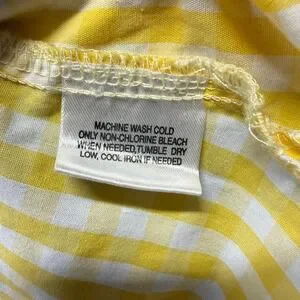 MACHINE WASH COLD
ONLY NON-CHLORINE BLEACH
WHEN NEEDED, TUMBLE DRY
LOW, COOL IRON IF NEEDED